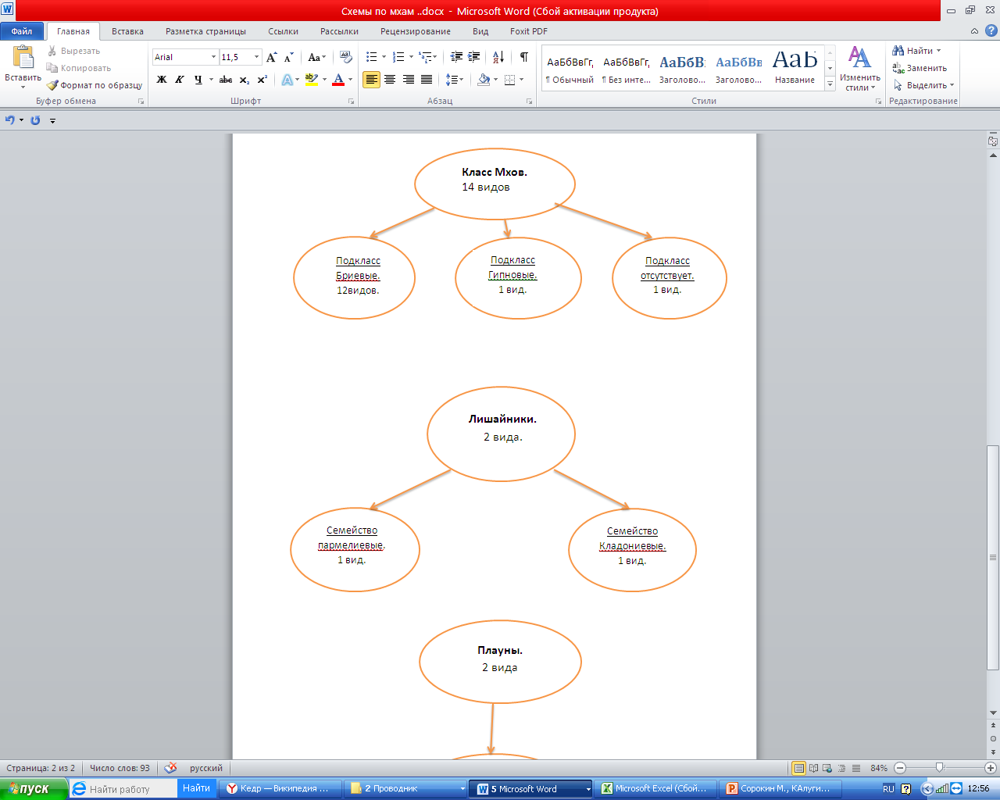 Схемы по мхам ..docx - Microsoft Word (Сбой активации продукта)
Файл Главная Вставка Разметка страницы Ссылки Рассылки Рецензирование Вид Foxit PDF
Вставить
Вырезать
Копировать
Формат по образцу
Буфер обмена
Arial 11,5
Ж К Ч abc x₂ x²
Шрифт
Абзац
АаБбВвГг, АаБбВвГг, АаБбВ АаБбВв АаБ
¶ Обычный ¶ Без инте... Заголово... Заголово... Название
Стили
Изменить
стили
Найти
Заменить
Выделить
Редактирование
Класс Мхов.
14 видов
Подкласс
Бриевые.
12видов.
Подкласс
Гипновые.
1 вид.
Подкласс
отсутствует.
1 вид.
Лишайники.
2 вида.
Семейство
пармелиевые.
1 вид.
Семейство
Кладониевые.
1 вид.
Плауны.
2 вида
Страница: 2 из 2 Число слов: 93 русский 84%
пуск Найти работу Найти Кедр — Википедия ... 2 Проводник 5 Microsoft Word Microsoft Excel (Сбой... Сорокин М., КАлуги... RU 12:56